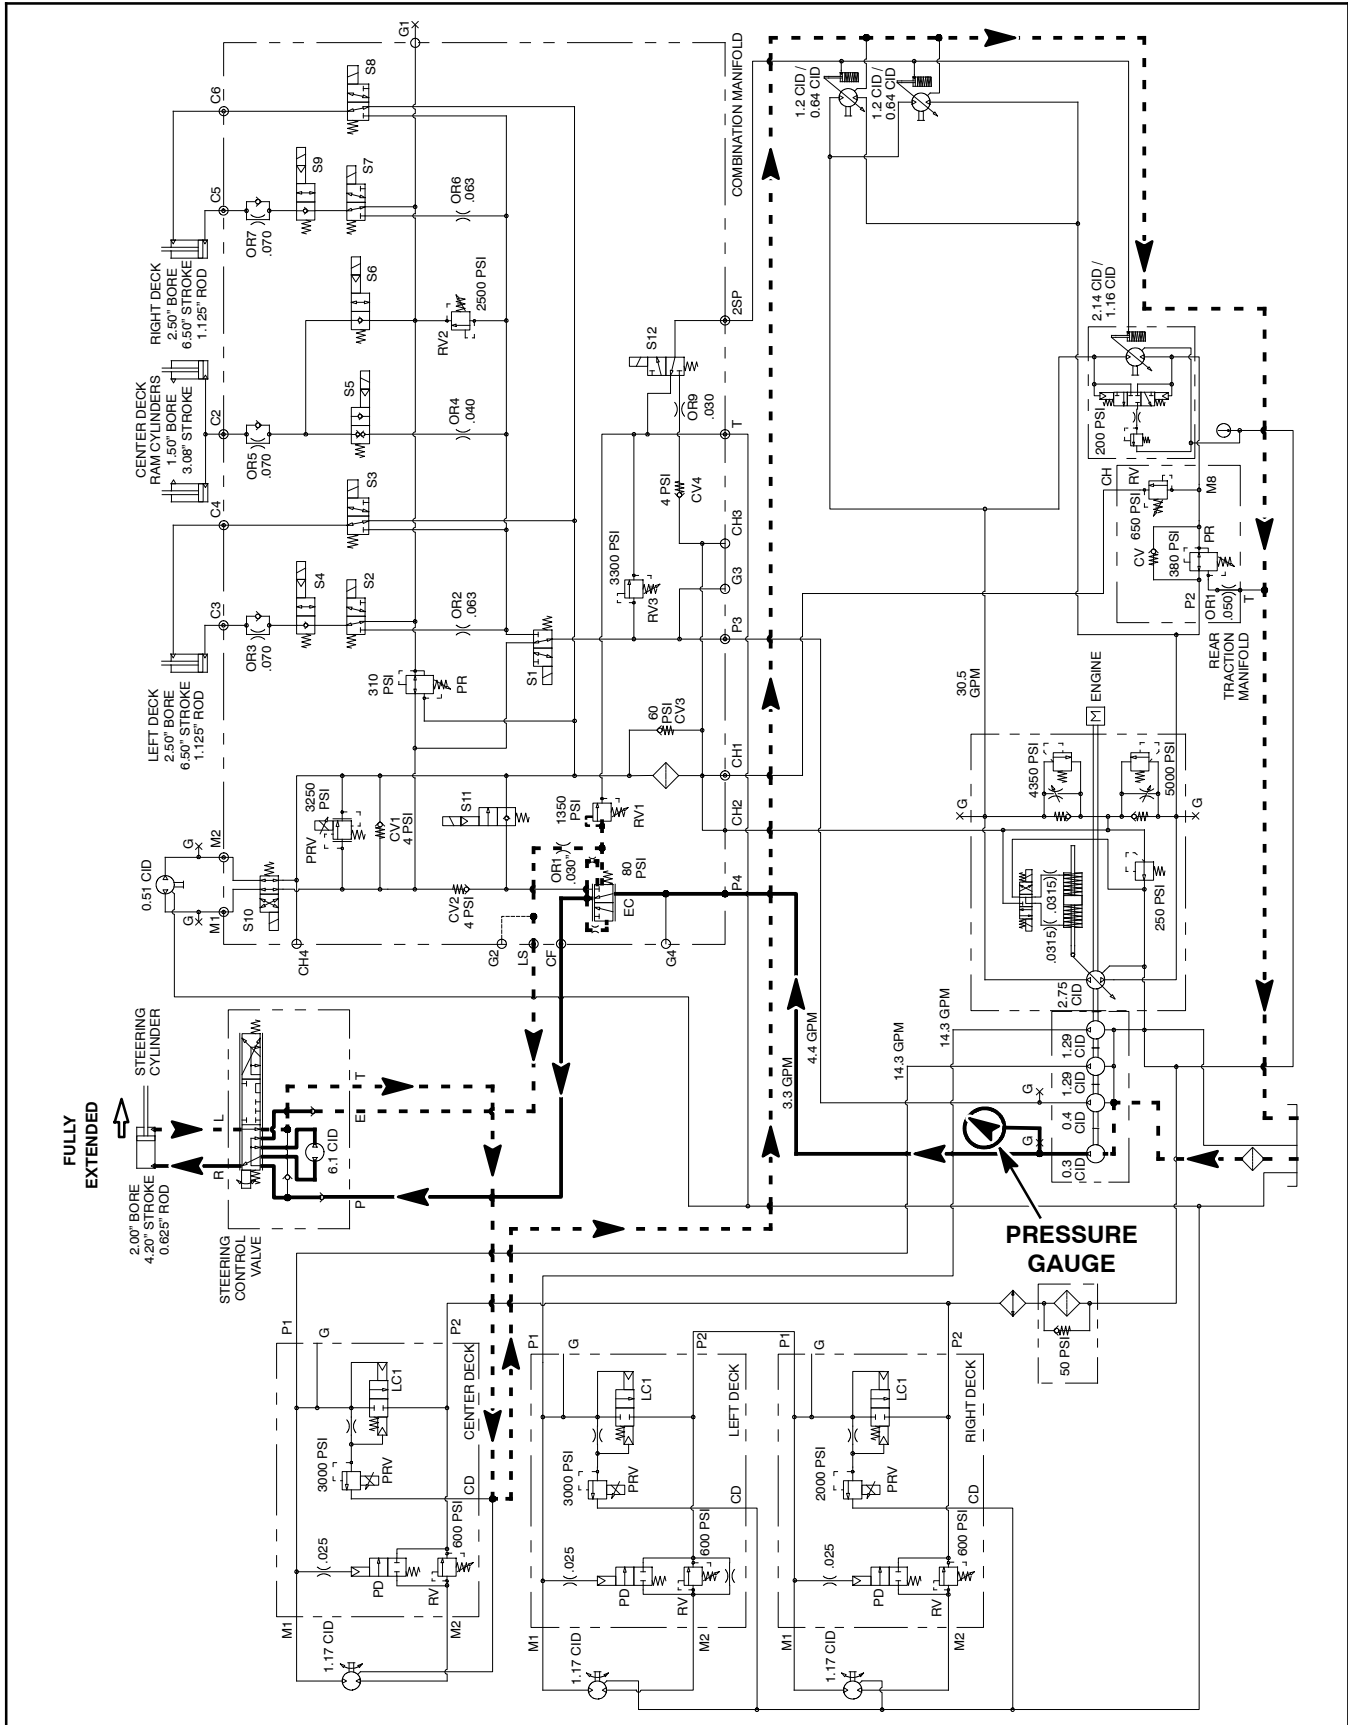 G1
C6
S8
C5
OR7
.070
S9
S7
OR6
.063
RIGHT DECK
2.50" BORE
6.50" STROKE
1.125" ROD
S6
RV2
2500 PSI
CENTER DECK
RAM CYLINDERS
1.50" BORE
3.08" STROKE
C2
OR5
.070
S5
OR4
.040
C4
S3
C3
OR3
.070
S4
S2
OR2
.063
LEFT DECK
2.50" BORE
6.50" STROKE
1.125" ROD
S1
310
PSI
PR
COMBINATION MANIFOLD
2SP
S12
OR9
.030
T
4 PSI
CV4
CH3
3300 PSI
RV3
G3
P3
60
PSI
CV3
CH1
CH2
P4
0.51 CID
G
M2
G
M1
S10
PRV
3250
PSI
CV1
4 PSI
S11
1350
PSI
RV1
OR1
.030"
80
PSI
EC
CV2
4 PSI
CH4
G2
LS
CF
G4
1.2 CID /
0.64 CID
1.2 CID /
0.64 CID
2.14 CID /
1.16 CID
200 PSI
CH
RV
650 PSI
M8
CV
380 PSI
PR
P2
OR1
.050
T
REAR
TRACTION
MANIFOLD
30.5
GPM
M
ENGINE
4350 PSI
5000 PSI
G
G
.0315
.0315
250 PSI
2.75
CID
1.29
CID
1.29
CID
0.4
CID
0.3
CID
G
G
14.3 GPM
14.3 GPM
4.4 GPM
3.3 GPM
PRESSURE
GAUGE
FULLY
EXTENDED
STEERING
CYLINDER
2.00" BORE
4.20" STROKE
0.625" ROD
L
R
T
E
P
6.1 CID
STEERING
CONTROL
VALVE
P1
G
P2
LC1
3000 PSI
PRV
CENTER DECK
CD
.025
PD
RV
600 PSI
M1
M2
1.17 CID
P1
G
P2
LC1
3000 PSI
PRV
LEFT DECK
CD
.025
PD
RV
600 PSI
M1
M2
1.17 CID
P1
G
P2
LC1
2000 PSI
PRV
RIGHT DECK
CD
.025
PD
RV
600 PSI
M1
M2
1.17 CID
50 PSI